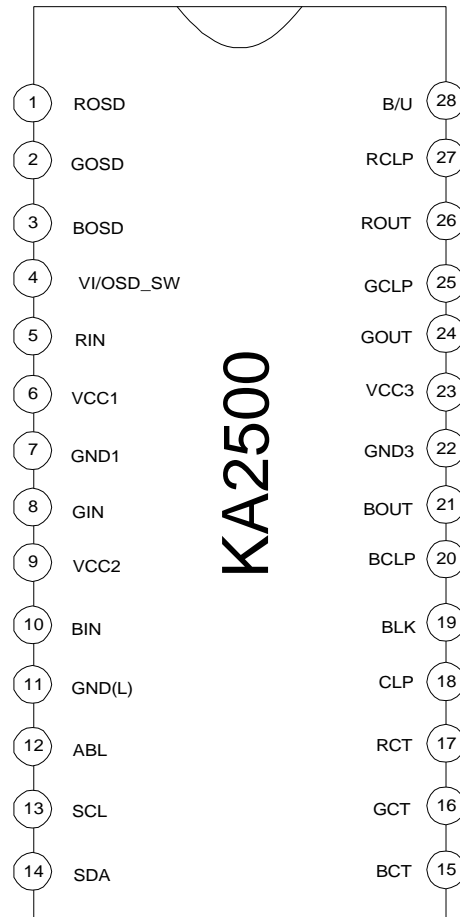 1 ROSD
2 GOSD
3 BOSD
4 VI/OSD_SW
5 RIN
6 VCC1
7 GND1
8 GIN
9 VCC2
10 BIN
11 GND(L)
12 ABL
13 SCL
14 SDA
KA2500
B/U 28
RCLP 27
ROUT 26
GCLP 25
GOUT 24
VCC3 23
GND3 22
BOUT 21
BCLP 20
BLK 19
CLP 18
RCT 17
GCT 16
BCT 15